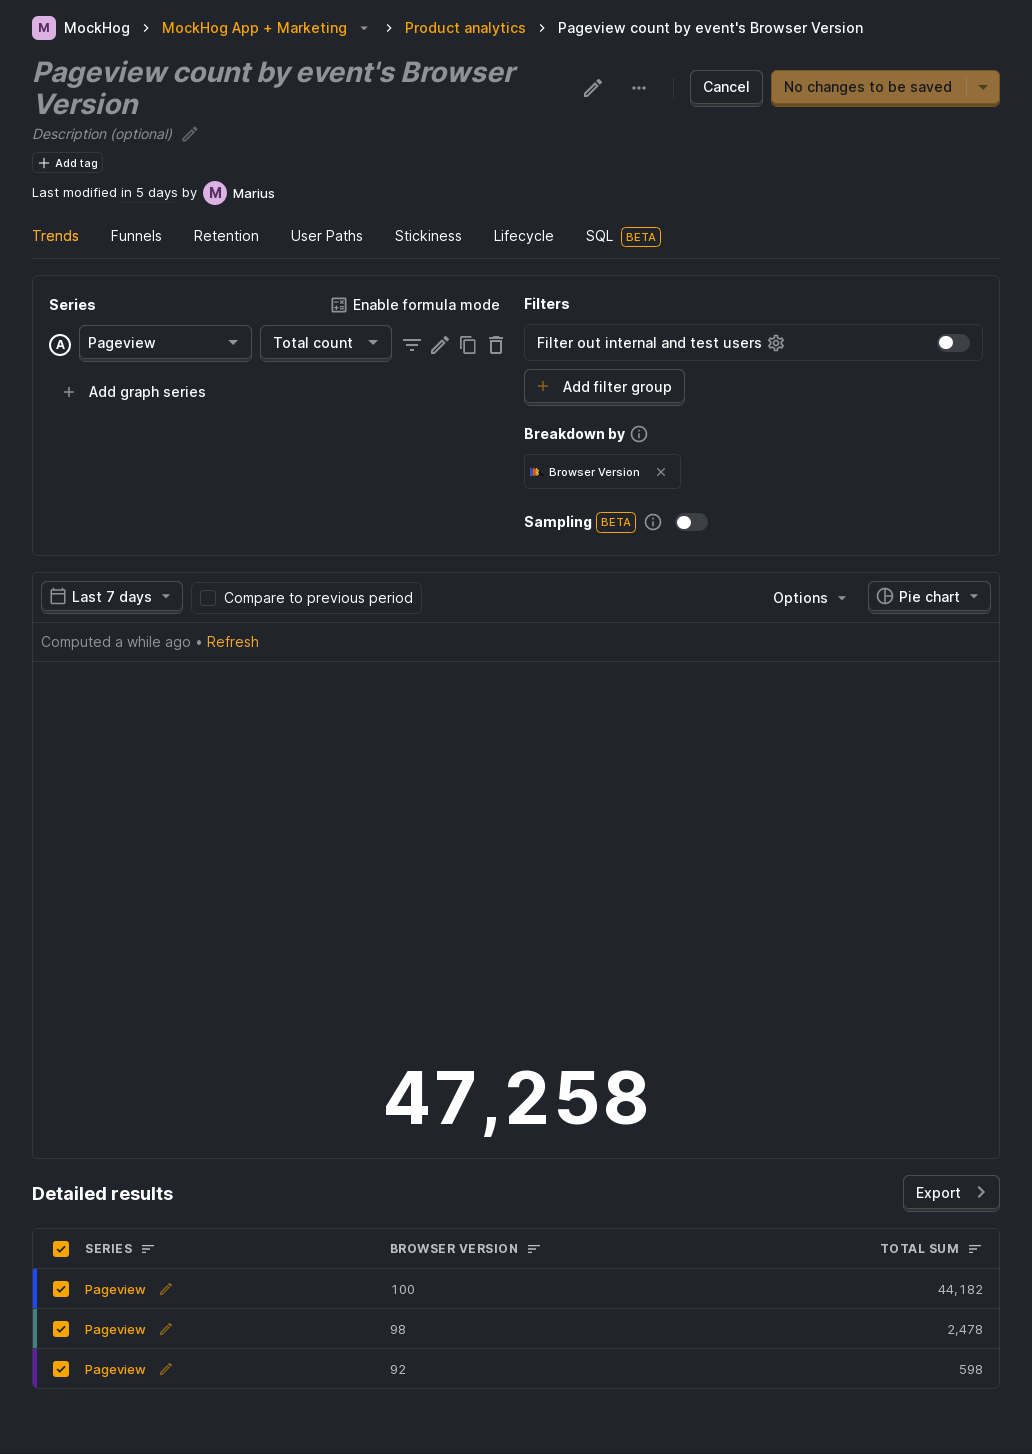 M MockHog MockHog App + Marketing Product analytics Pageview count by event's Browser Version
Pageview count by event's Browser
Version
Cancel No changes to be saved
Description (optional)
Add tag
Last modified in 5 days by M Marius
Trends Funnels Retention User Paths Stickiness Lifecycle SQL BETA
Series Enable formula mode
A Pageview Total count
Add graph series
Filters
Filter out internal and test users
Add filter group
Breakdown by
Browser Version
Sampling BETA
Last 7 days Compare to previous period Options Pie chart
Computed a while ago • Refresh
47,258
Detailed results Export
SERIES BROWSER VERSION TOTAL SUM
Pageview 100 44,182
Pageview 98 2,478
Pageview 92 598